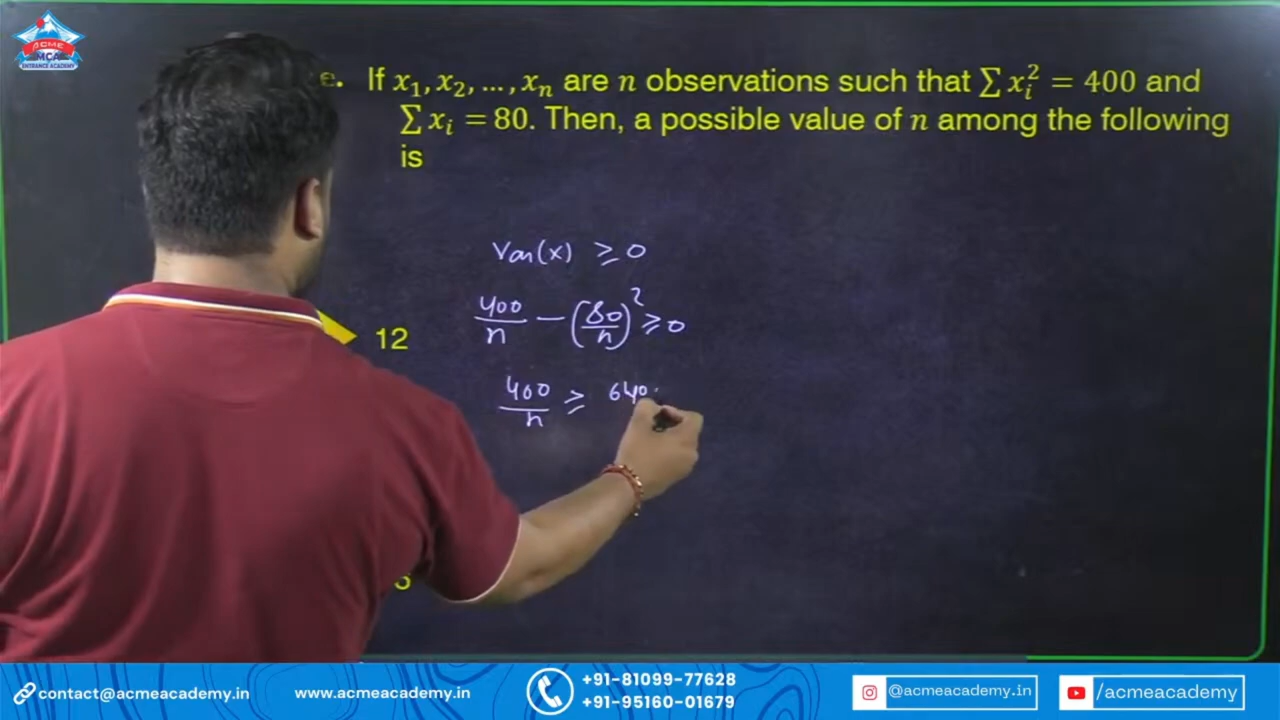 ACME
MCA
ENTRANCE ACADEMY
e. If x₁, x₂, ..., xₙ are n observations such that ∑ xᵢ² = 400 and
∑ xᵢ = 80. Then, a possible value of n among the following
is
Var(x) ≥ 0
400/n − (80/n)² ≥ 0
12
400/n ≥ 640
contact@acmeacademy.in
www.acmeacademy.in
+91-81099-77628
+91-95160-01679
@acmeacademy.in
/acmeacademy